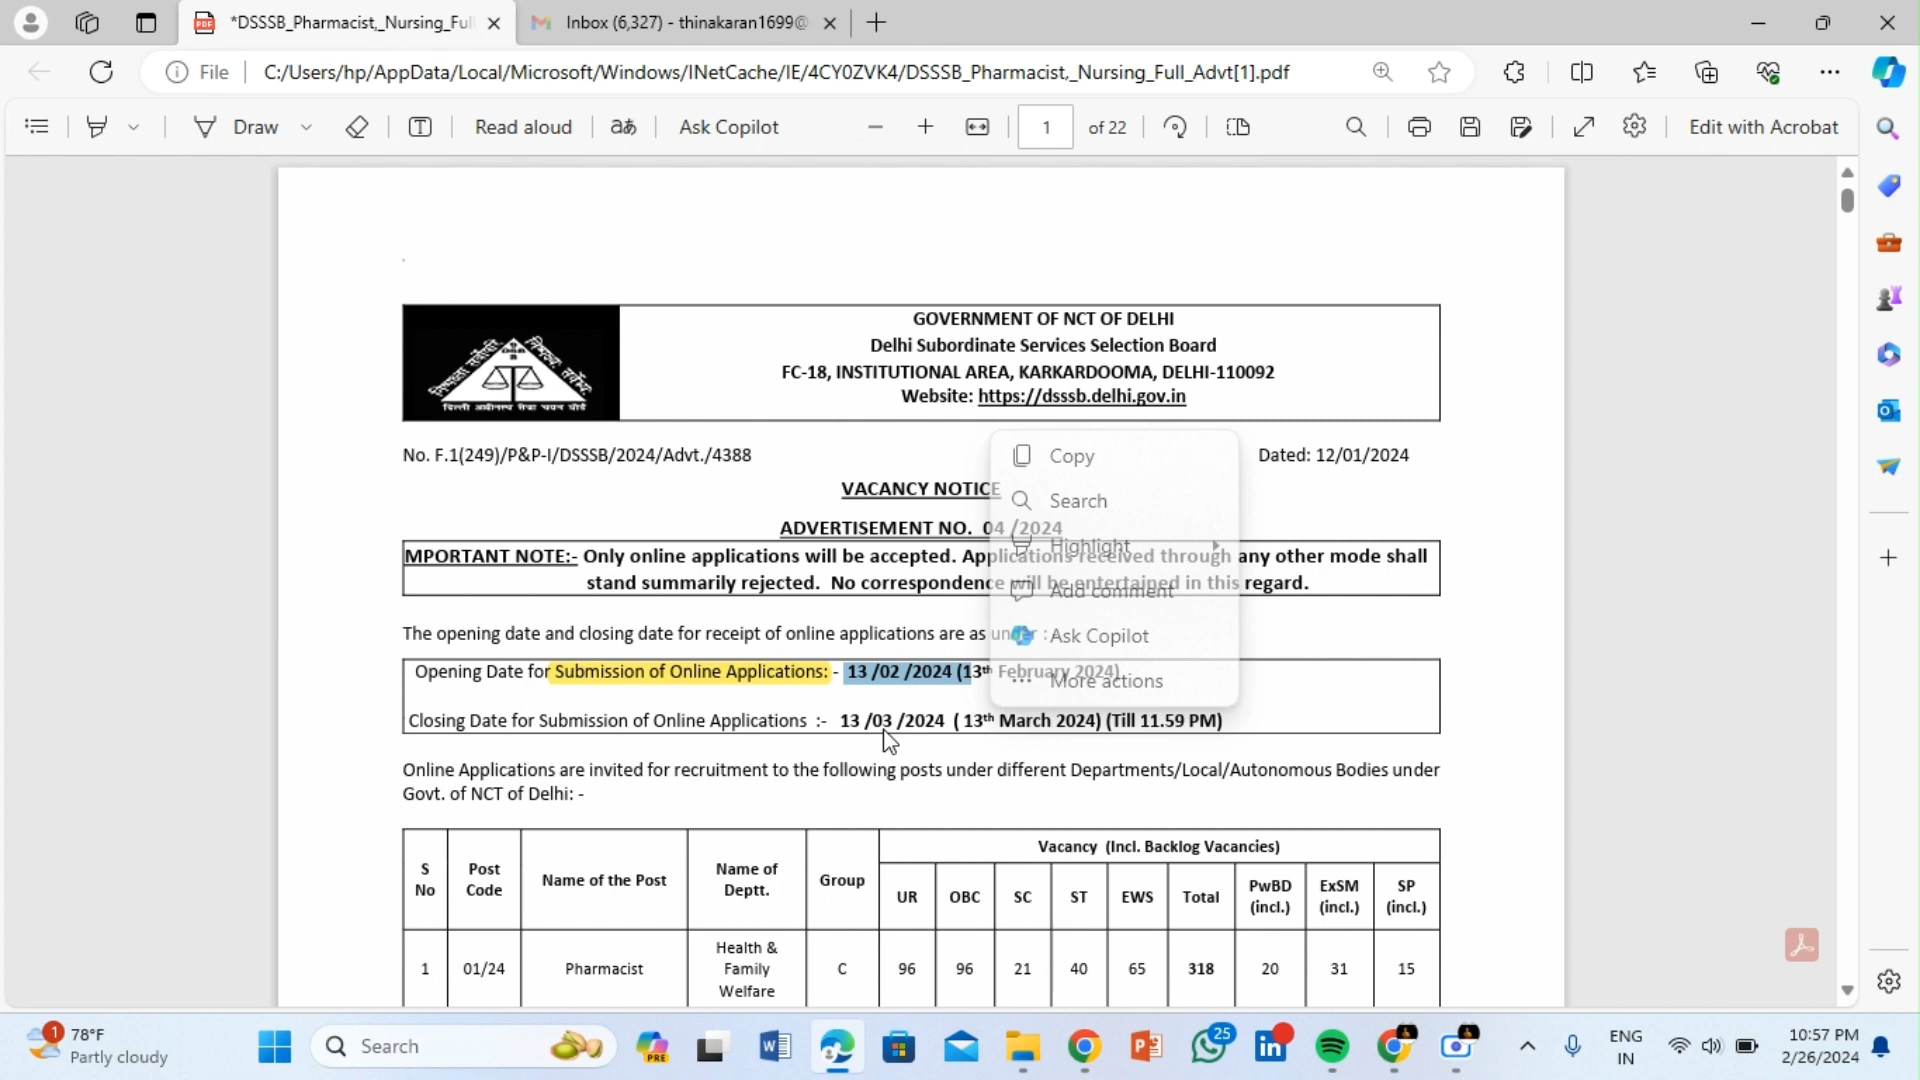 *DSSSB_Pharmacist,_Nursing_Ful
Inbox (6,327) - thinakaran1699@
File
C:/Users/hp/AppData/Local/Microsoft/Windows/INetCache/IE/4CY0ZVK4/DSSSB_Pharmacist,_Nursing_Full_Advt[1].pdf
Draw
Read aloud
aあ
Ask Copilot
1 of 22
Edit with Acrobat
GOVERNMENT OF NCT OF DELHI
Delhi Subordinate Services Selection Board
FC-18, INSTITUTIONAL AREA, KARKARDOOMA, DELHI-110092
Website: https://dsssb.delhi.gov.in
दिल्ली अधीनस्थ सेवा चयन बोर्ड
No. F.1(249)/P&P-I/DSSSB/2024/Advt./4388
Dated: 12/01/2024
VACANCY NOTICE
ADVERTISEMENT NO. 04 /2024
MPORTANT NOTE:- Only online applications will be accepted. Applications received through any other mode shall
stand summarily rejected. No correspondence will be entertained in this regard.
The opening date and closing date for receipt of online applications are as under :
Opening Date for Submission of Online Applications: - 13 /02 /2024 (13th February 2024)
Closing Date for Submission of Online Applications :- 13 /03 /2024 ( 13th March 2024) (Till 11.59 PM)
Copy
Search
Highlight
Add comment
Ask Copilot
More actions
Online Applications are invited for recruitment to the following posts under different Departments/Local/Autonomous Bodies under
Govt. of NCT of Delhi: -
S No
Post Code
Name of the Post
Name of Deptt.
Group
Vacancy (Incl. Backlog Vacancies)
UR OBC SC ST EWS Total PwBD (incl.) ExSM (incl.) SP (incl.)
1 01/24 Pharmacist Health & Family Welfare C 96 96 21 40 65 318 20 31 15
1
78°F
Partly cloudy
Search
PRE
25
ENG
IN
10:57 PM
2/26/2024